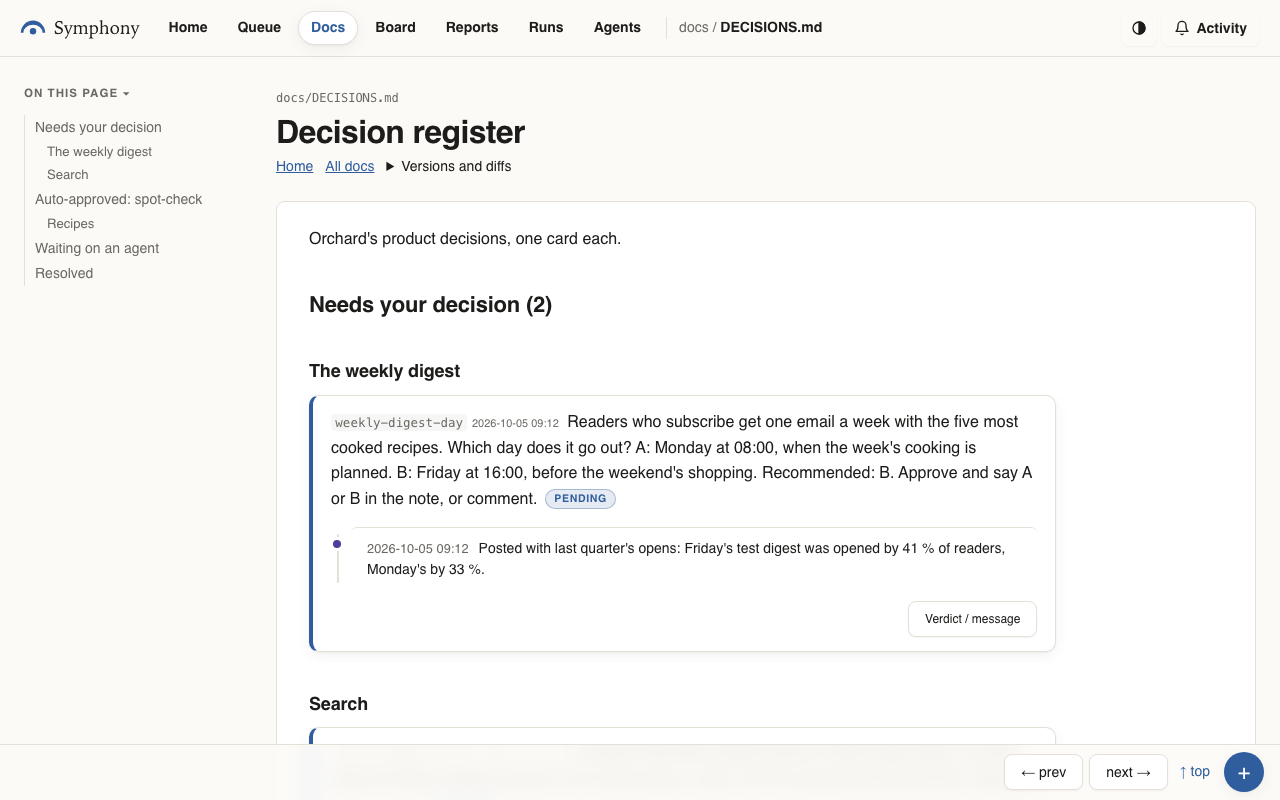 Symphony Home Queue Docs Board Reports Runs Agents docs / DECISIONS.md Activity
ON THIS PAGE
Needs your decision
The weekly digest
Search
Auto-approved: spot-check
Recipes
Waiting on an agent
Resolved
docs/DECISIONS.md
Decision register
Home All docs ▶ Versions and diffs
Orchard's product decisions, one card each.
Needs your decision (2)
The weekly digest
weekly-digest-day 2026-10-05 09:12 Readers who subscribe get one email a week with the five most
cooked recipes. Which day does it go out? A: Monday at 08:00, when the week's cooking is
planned. B: Friday at 16:00, before the weekend's shopping. Recommended: B. Approve and say A
or B in the note, or comment. PENDING
2026-10-05 09:12 Posted with last quarter's opens: Friday's test digest was opened by 41 % of readers,
Monday's by 33 %.
Verdict / message
Search
← prev next → ↑ top +